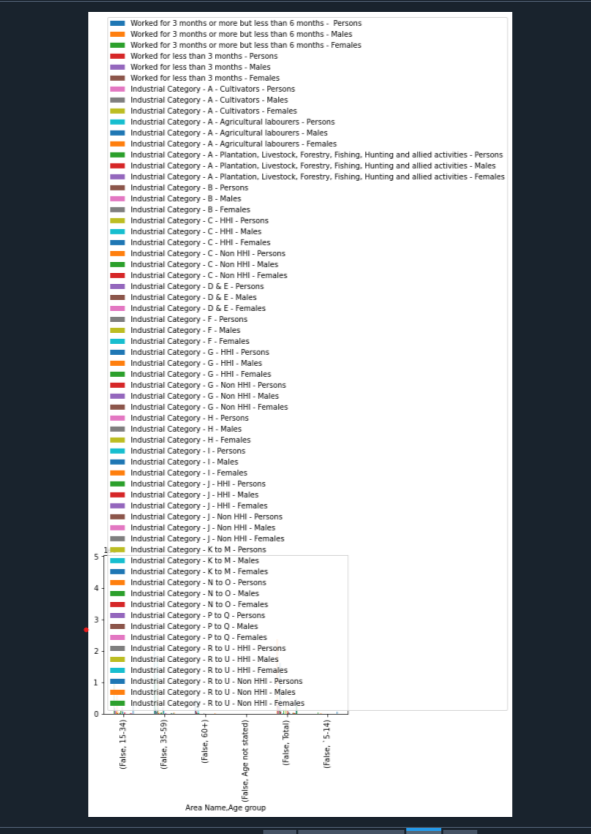 Worked for 3 months or more but less than 6 months -  Persons
Worked for 3 months or more but less than 6 months - Males
Worked for 3 months or more but less than 6 months - Females
Worked for less than 3 months - Persons
Worked for less than 3 months - Males
Worked for less than 3 months - Females
Industrial Category - A - Cultivators - Persons
Industrial Category - A - Cultivators - Males
Industrial Category - A - Cultivators - Females
Industrial Category - A - Agricultural labourers - Persons
Industrial Category - A - Agricultural labourers - Males
Industrial Category - A - Agricultural labourers - Females
Industrial Category - A - Plantation, Livestock, Forestry, Fishing, Hunting and allied activities - Persons
Industrial Category - A - Plantation, Livestock, Forestry, Fishing, Hunting and allied activities - Males
Industrial Category - A - Plantation, Livestock, Forestry, Fishing, Hunting and allied activities - Females
Industrial Category - B - Persons
Industrial Category - B - Males
Industrial Category - B - Females
Industrial Category - C - HHI - Persons
Industrial Category - C - HHI - Males
Industrial Category - C - HHI - Females
Industrial Category - C - Non HHI - Persons
Industrial Category - C - Non HHI - Males
Industrial Category - C - Non HHI - Females
Industrial Category - D & E - Persons
Industrial Category - D & E - Males
Industrial Category - D & E - Females
Industrial Category - F - Persons
Industrial Category - F - Males
Industrial Category - F - Females
Industrial Category - G - HHI - Persons
Industrial Category - G - HHI - Males
Industrial Category - G - HHI - Females
Industrial Category - G - Non HHI - Persons
Industrial Category - G - Non HHI - Males
Industrial Category - G - Non HHI - Females
Industrial Category - H - Persons
Industrial Category - H - Males
Industrial Category - H - Females
Industrial Category - I - Persons
Industrial Category - I - Males
Industrial Category - I - Females
Industrial Category - J - HHI - Persons
Industrial Category - J - HHI - Males
Industrial Category - J - HHI - Females
Industrial Category - J - Non HHI - Persons
Industrial Category - J - Non HHI - Males
Industrial Category - J - Non HHI - Females
Industrial Category - K to M - Persons
Industrial Category - K to M - Males
Industrial Category - K to M - Females
Industrial Category - N to O - Persons
Industrial Category - N to O - Males
Industrial Category - N to O - Females
Industrial Category - P to Q - Persons
Industrial Category - P to Q - Males
Industrial Category - P to Q - Females
Industrial Category - R to U - HHI - Persons
Industrial Category - R to U - HHI - Males
Industrial Category - R to U - HHI - Females
Industrial Category - R to U - Non HHI - Persons
Industrial Category - R to U - Non HHI - Males
Industrial Category - R to U - Non HHI - Females
5
4
3
2
1
0
(False, 15-34)
(False, 35-59)
(False, 60+)
(False, Age not stated)
(False, Total)
(False, `5-14)
Area Name,Age group